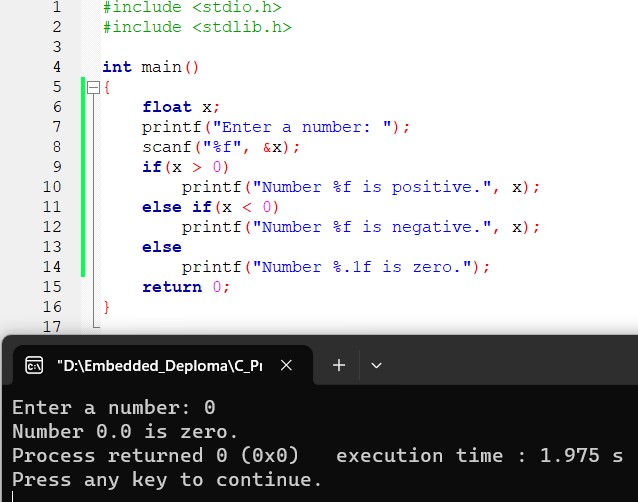 1 #include <stdio.h>
2 #include <stdlib.h>
3
4 int main()
5 {
6 float x;
7 printf("Enter a number: ");
8 scanf("%f", &x);
9 if(x > 0)
10 printf("Number %f is positive.", x);
11 else if(x < 0)
12 printf("Number %f is negative.", x);
13 else
14 printf("Number %.1f is zero.");
15 return 0;
16 }
17
"D:\Embedded_Deploma\C_Pr
Enter a number: 0
Number 0.0 is zero.
Process returned 0 (0x0) execution time : 1.975 s
Press any key to continue.